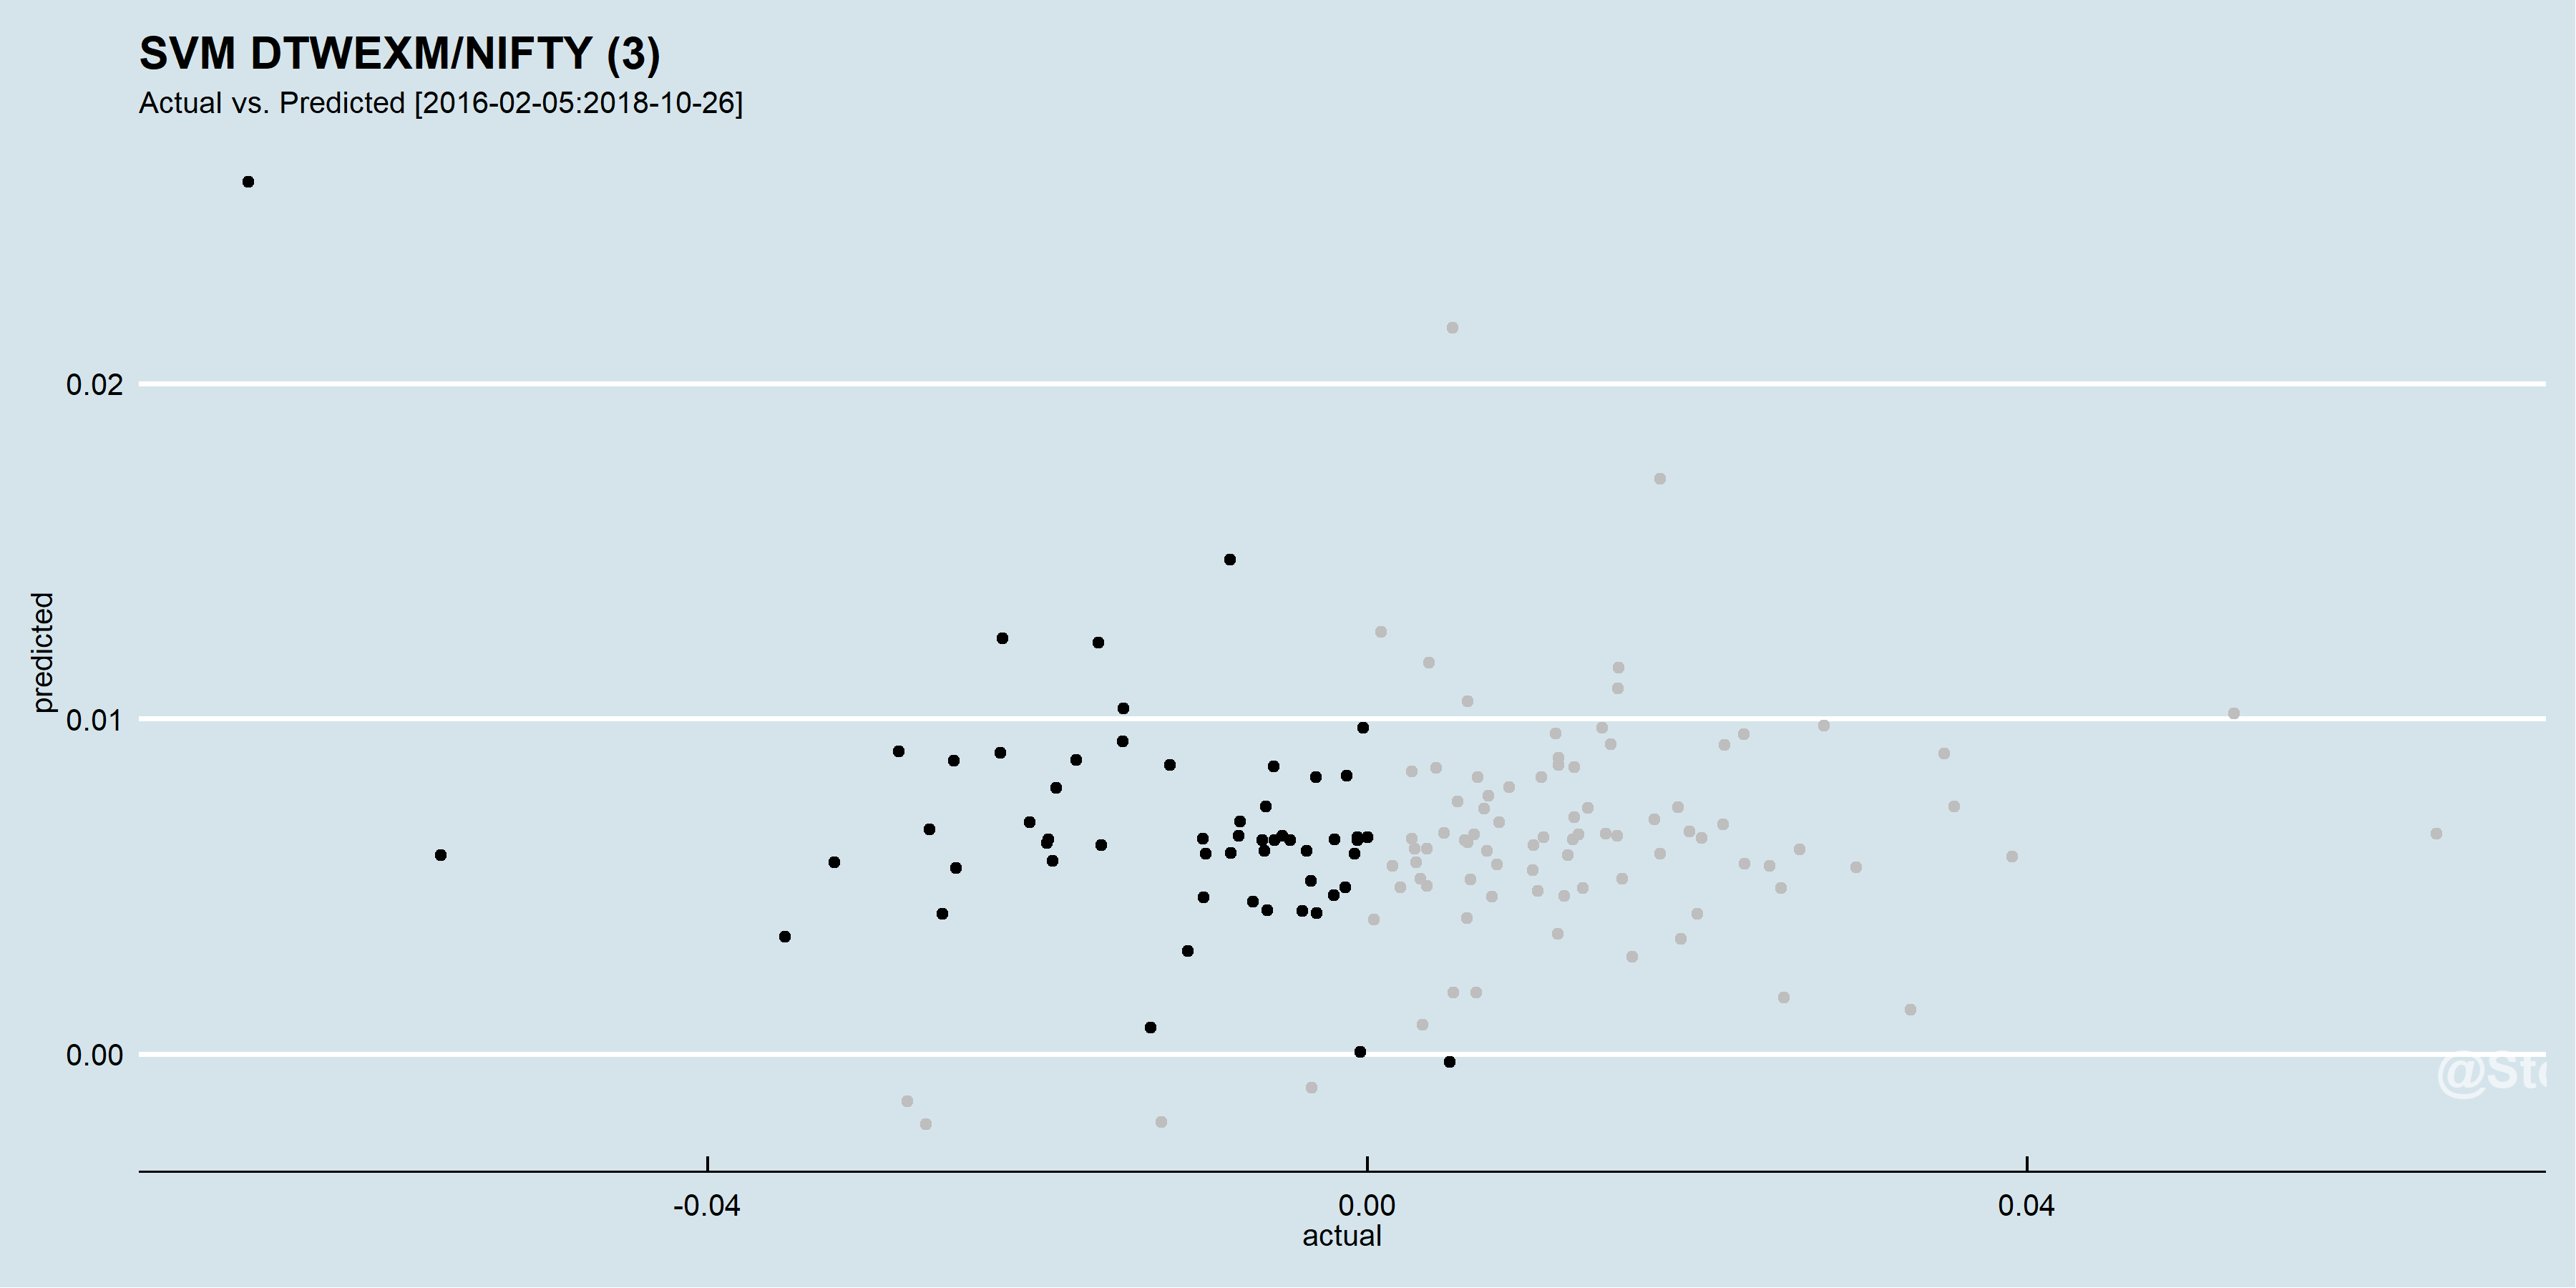 SVM DTWEXM/NIFTY (3)
Actual vs. Predicted [2016-02-05:2018-10-26]
predicted
0.02
0.01
0.00
-0.04
0.00
0.04
actual